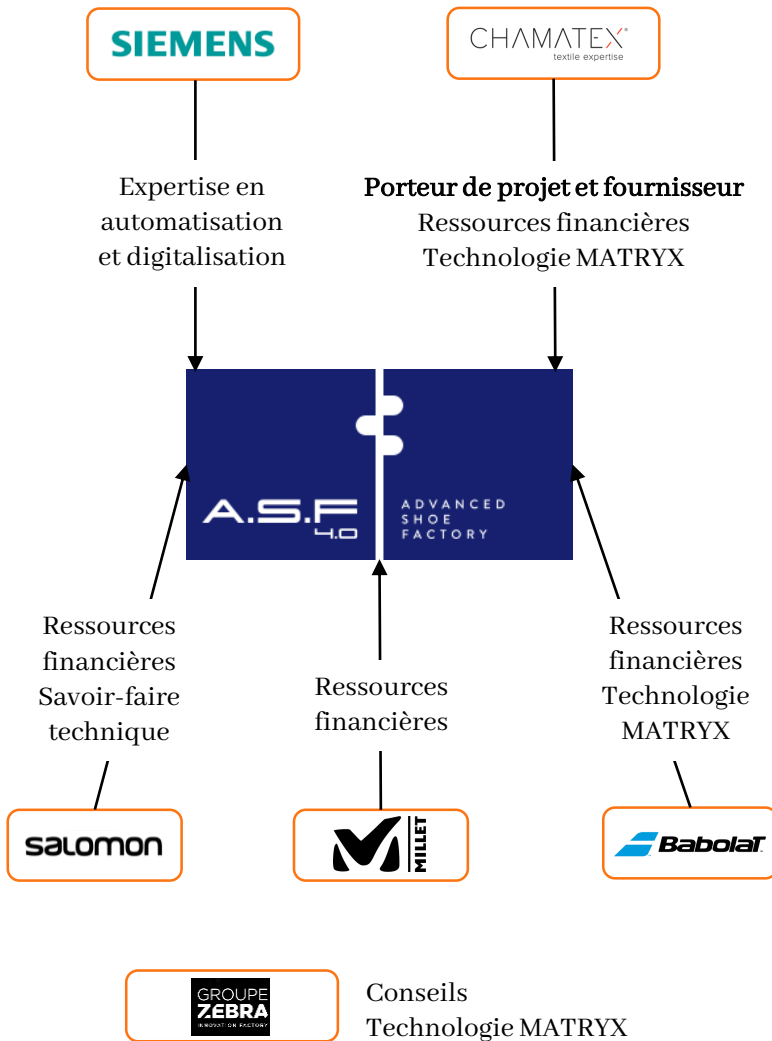 SIEMENS
CHAMATEX
textile expertise
Expertise en
automatisation
et digitalisation
Porteur de projet et fournisseur
Ressources financières
Technologie MATRYX
A.S.F
4.0
ADVANCED
SHOE
FACTORY
Ressources
financières
Savoir-faire
technique
Ressources
financières
Ressources
financières
Technologie
MATRYX
salomon
MILLET
Babolat
GROUPE
ZEBRA
INNOVATION FACTORY
Conseils
Technologie MATRYX